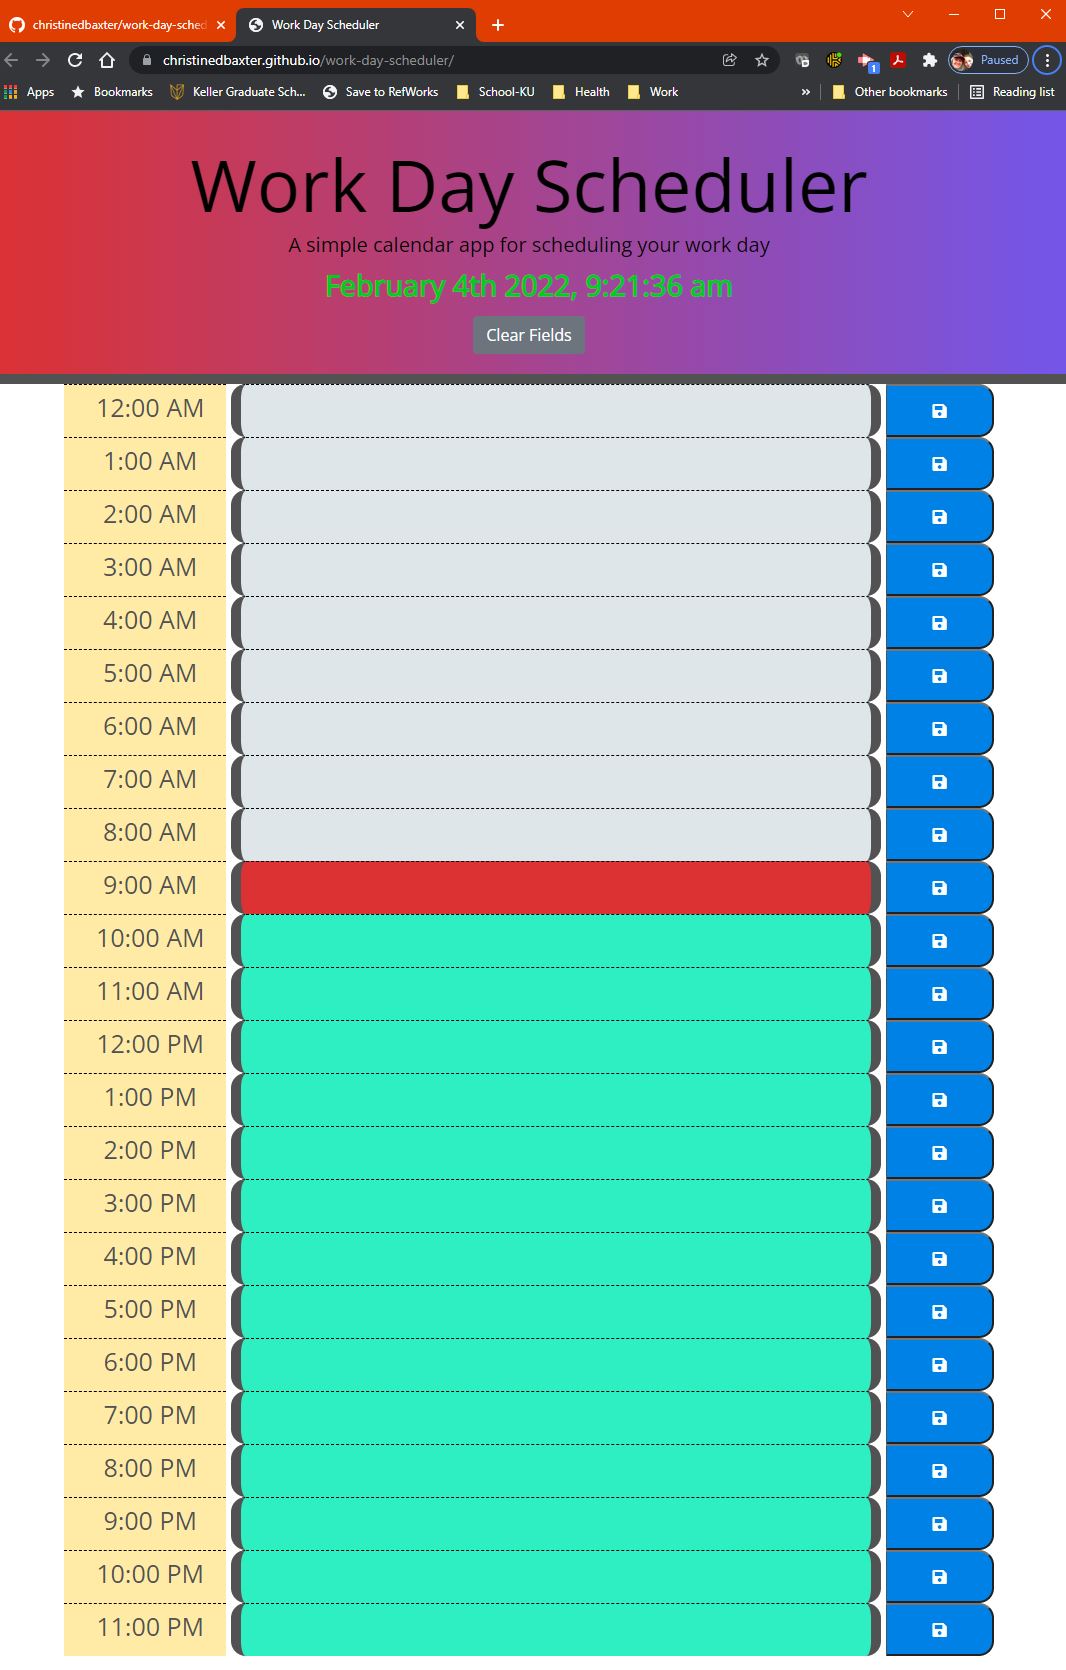 christinedbaxter/work-day-sched
Work Day Scheduler
christinedbaxter.github.io/work-day-scheduler/
1
Paused
Apps
Bookmarks
Keller Graduate Sch...
Save to RefWorks
School-KU
Health
Work
»
Other bookmarks
Reading list
Work Day Scheduler
A simple calendar app for scheduling your work day
February 4th 2022, 9:21:36 am
Clear Fields
12:00 AM
1:00 AM
2:00 AM
3:00 AM
4:00 AM
5:00 AM
6:00 AM
7:00 AM
8:00 AM
9:00 AM
10:00 AM
11:00 AM
12:00 PM
1:00 PM
2:00 PM
3:00 PM
4:00 PM
5:00 PM
6:00 PM
7:00 PM
8:00 PM
9:00 PM
10:00 PM
11:00 PM